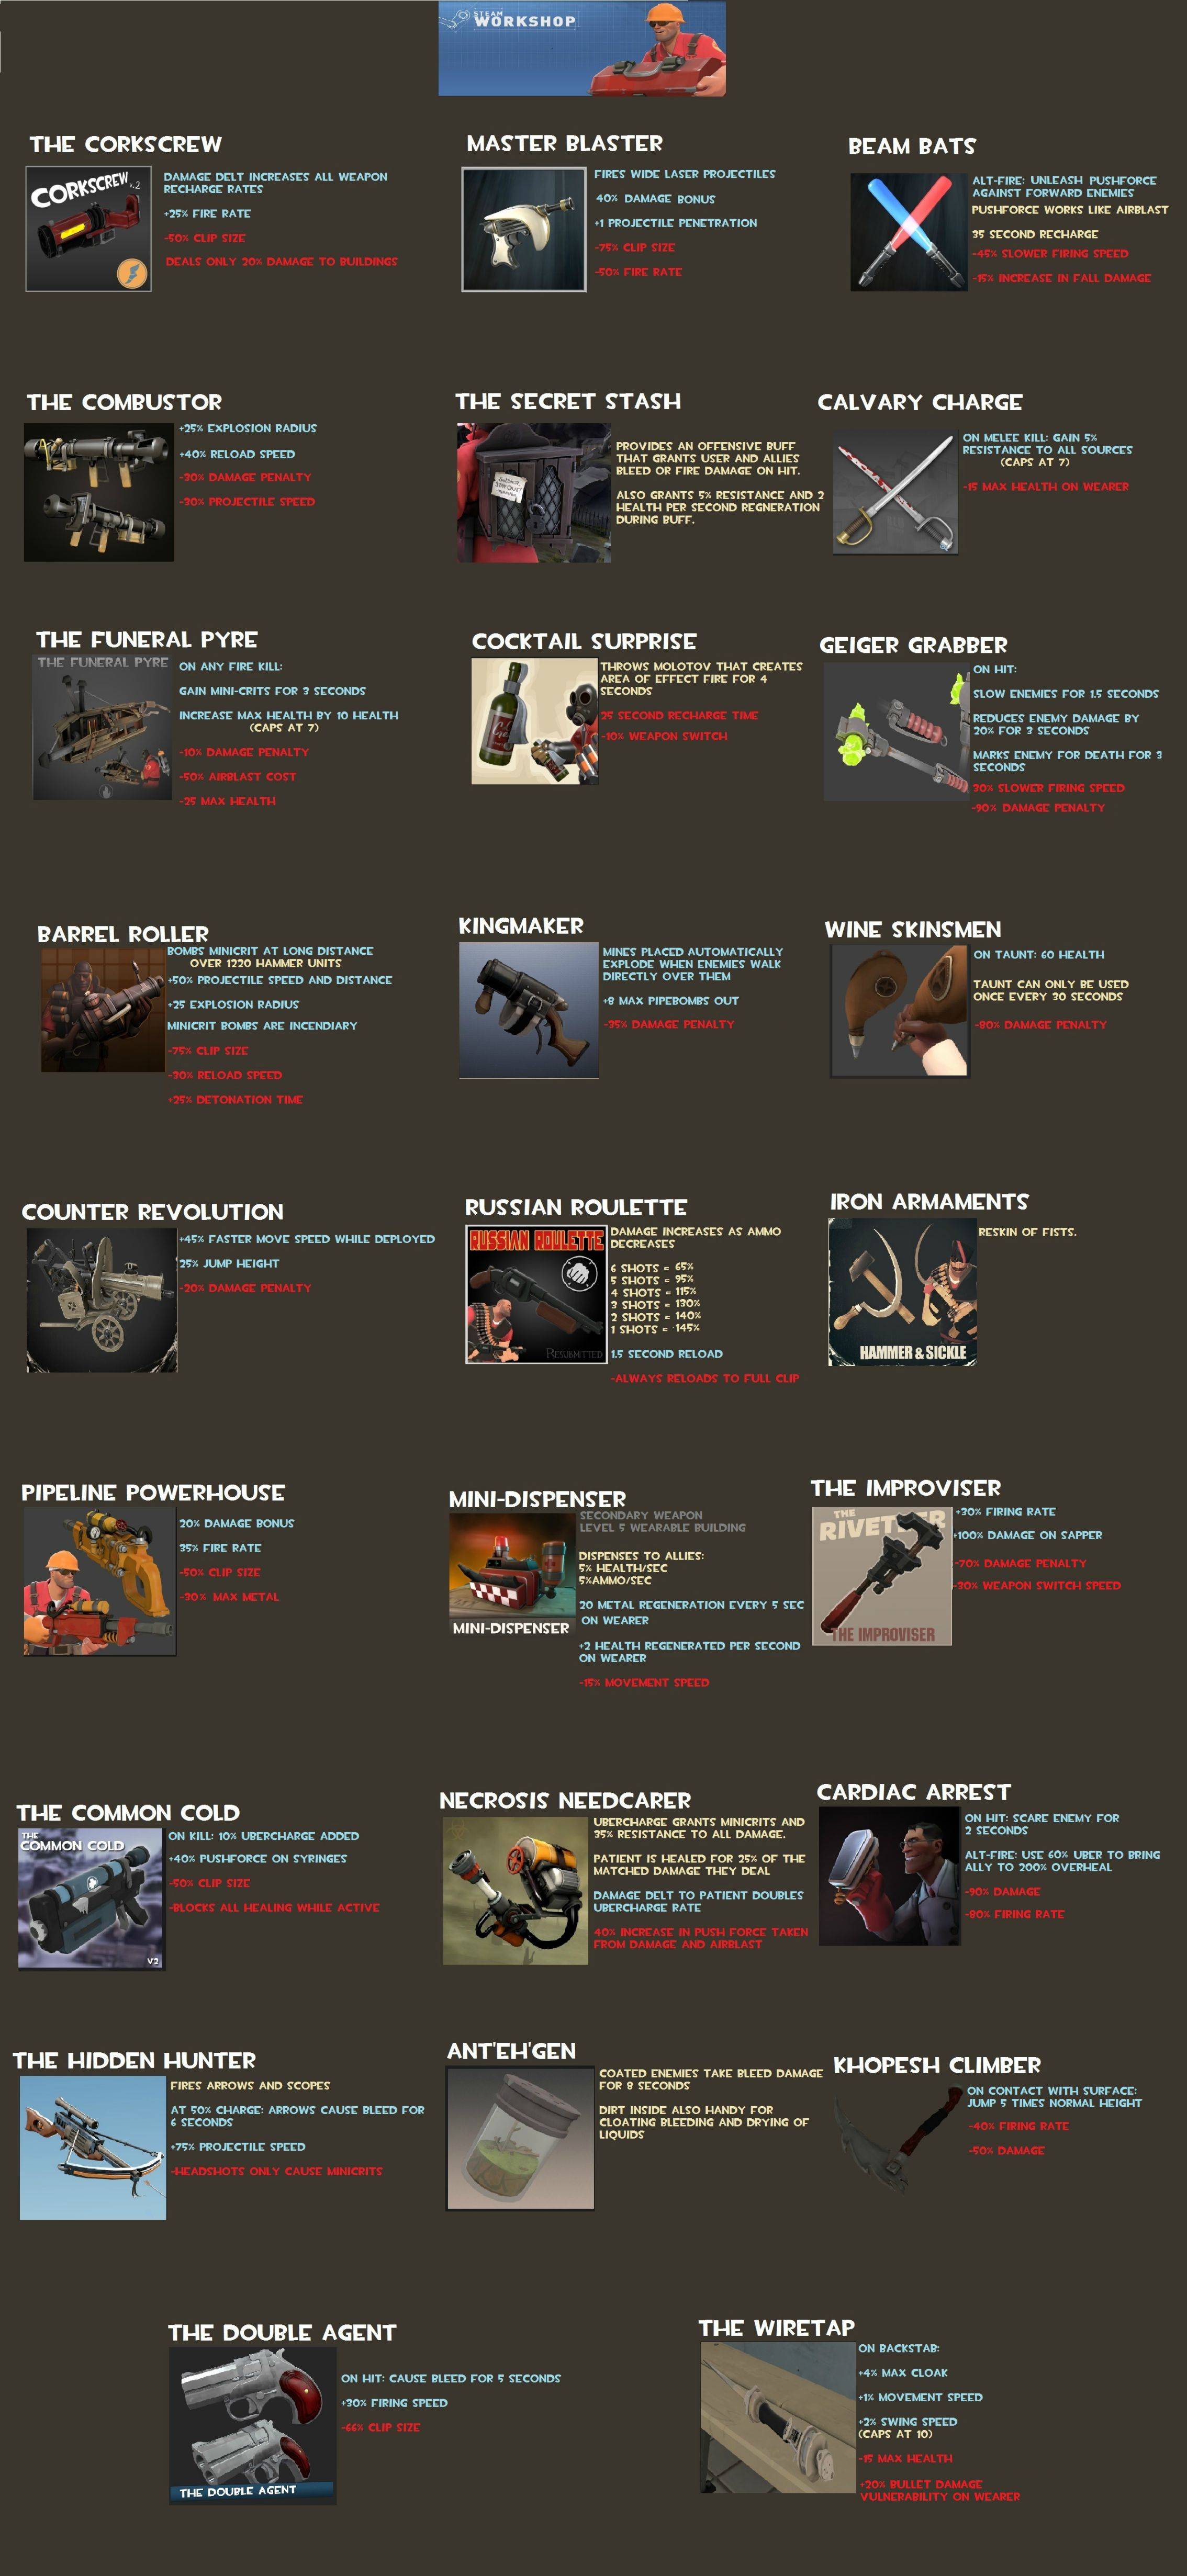 STEAM
WORKSHOP
THE CORKSCREW
CORKSCREW
v.2
DAMAGE DELT INCREASES ALL WEAPON
RECHARGE RATES
+25% FIRE RATE
-50% CLIP SIZE
DEALS ONLY 20% DAMAGE TO BUILDINGS
MASTER BLASTER
FIRES WIDE LASER PROJECTILES
40% DAMAGE BONUS
+1 PROJECTILE PENETRATION
-75% CLIP SIZE
-50% FIRE RATE
BEAM BATS
ALT-FIRE: UNLEASH PUSHFORCE
AGAINST FORWARD ENEMIES
PUSHFORCE WORKS LIKE AIRBLAST
35 SECOND RECHARGE
-45% SLOWER FIRING SPEED
-15% INCREASE IN FALL DAMAGE
THE COMBUSTOR
+25% EXPLOSION RADIUS
+40% RELOAD SPEED
-30% DAMAGE PENALTY
-30% PROJECTILE SPEED
THE SECRET STASH
PROVIDES AN OFFENSIVE BUFF
THAT GRANTS USER AND ALLIES
BLEED OR FIRE DAMAGE ON HIT.
ALSO GRANTS 5% RESISTANCE AND 2
HEALTH PER SECOND REGNERATION
DURING BUFF.
CALVARY CHARGE
ON MELEE KILL: GAIN 5%
RESISTANCE TO ALL SOURCES
(CAPS AT 7)
-15 MAX HEALTH ON WEARER
THE FUNERAL PYRE
THE FUNERAL PYRE
ON ANY FIRE KILL:
GAIN MINI-CRITS FOR 3 SECONDS
INCREASE MAX HEALTH BY 10 HEALTH
(CAPS AT 7)
-10% DAMAGE PENALTY
-50% AIRBLAST COST
-25 MAX HEALTH
COCKTAIL SURPRISE
THROWS MOLOTOV THAT CREATES
AREA OF EFFECT FIRE FOR 4
SECONDS
25 SECOND RECHARGE TIME
-10% WEAPON SWITCH
GEIGER GRABBER
ON HIT:
SLOW ENEMIES FOR 1.5 SECONDS
REDUCES ENEMY DAMAGE BY
20% FOR 3 SECONDS
MARKS ENEMY FOR DEATH FOR 3
SECONDS
30% SLOWER FIRING SPEED
-90% DAMAGE PENALTY
BARREL ROLLER
BOMBS MINICRIT AT LONG DISTANCE
OVER 1220 HAMMER UNITS
+50% PROJECTILE SPEED AND DISTANCE
+25 EXPLOSION RADIUS
MINICRIT BOMBS ARE INCENDIARY
-75% CLIP SIZE
-30% RELOAD SPEED
+25% DETONATION TIME
KINGMAKER
MINES PLACED AUTOMATICALLY
EXPLODE WHEN ENEMIES WALK
DIRECTLY OVER THEM
+8 MAX PIPEBOMBS OUT
-35% DAMAGE PENALTY
WINE SKINSMEN
ON TAUNT: 60 HEALTH
TAUNT CAN ONLY BE USED
ONCE EVERY 30 SECONDS
-80% DAMAGE PENALTY
COUNTER REVOLUTION
+45% FASTER MOVE SPEED WHILE DEPLOYED
25% JUMP HEIGHT
-20% DAMAGE PENALTY
RUSSIAN ROULETTE
RUSSIAN ROULETTE
RESUBMITTED
DAMAGE INCREASES AS AMMO
DECREASES
6 SHOTS = 65%
5 SHOTS = 95%
4 SHOTS = 115%
3 SHOTS = 130%
2 SHOTS = 140%
1 SHOTS = 145%
1.5 SECOND RELOAD
-ALWAYS RELOADS TO FULL CLIP
IRON ARMAMENTS
RESKIN OF FISTS.
HAMMER & SICKLE
PIPELINE POWERHOUSE
20% DAMAGE BONUS
35% FIRE RATE
-50% CLIP SIZE
-30% MAX METAL
MINI-DISPENSER
SECONDARY WEAPON
LEVEL 5 WEARABLE BUILDING
DISPENSES TO ALLIES:
5% HEALTH/SEC
5%AMMO/SEC
20 METAL REGENERATION EVERY 5 SEC
ON WEARER
MINI-DISPENSER
+2 HEALTH REGENERATED PER SECOND
ON WEARER
-15% MOVEMENT SPEED
THE IMPROVISER
THE
RIVETTER
THE IMPROVISER
+30% FIRING RATE
+100% DAMAGE ON SAPPER
-70% DAMAGE PENALTY
-30% WEAPON SWITCH SPEED
THE COMMON COLD
THE
COMMON COLD
V2
ON KILL: 10% UBERCHARGE ADDED
+40% PUSHFORCE ON SYRINGES
-50% CLIP SIZE
-BLOCKS ALL HEALING WHILE ACTIVE
NECROSIS NEEDCARER
UBERCHARGE GRANTS MINICRITS AND
35% RESISTANCE TO ALL DAMAGE.
PATIENT IS HEALED FOR 25% OF THE
MATCHED DAMAGE THEY DEAL
DAMAGE DELT TO PATIENT DOUBLES
UBERCHARGE RATE
40% INCREASE IN PUSH FORCE TAKEN
FROM DAMAGE AND AIRBLAST
CARDIAC ARREST
ON HIT: SCARE ENEMY FOR
2 SECONDS
ALT-FIRE: USE 60% UBER TO BRING
ALLY TO 200% OVERHEAL
-90% DAMAGE
-80% FIRING RATE
THE HIDDEN HUNTER
FIRES ARROWS AND SCOPES
AT 50% CHARGE: ARROWS CAUSE BLEED FOR
6 SECONDS
+75% PROJECTILE SPEED
-HEADSHOTS ONLY CAUSE MINICRITS
ANT'EH'GEN
COATED ENEMIES TAKE BLEED DAMAGE
FOR 8 SECONDS
DIRT INSIDE ALSO HANDY FOR
CLOATING BLEEDING AND DRYING OF
LIQUIDS
KHOPESH CLIMBER
ON CONTACT WITH SURFACE:
JUMP 5 TIMES NORMAL HEIGHT
-40% FIRING RATE
-50% DAMAGE
THE DOUBLE AGENT
THE DOUBLE AGENT
ON HIT: CAUSE BLEED FOR 5 SECONDS
+30% FIRING SPEED
-66% CLIP SIZE
THE WIRETAP
ON BACKSTAB:
+4% MAX CLOAK
+1% MOVEMENT SPEED
+2% SWING SPEED
(CAPS AT 10)
-15 MAX HEALTH
+20% BULLET DAMAGE
VULNERABILITY ON WEARER